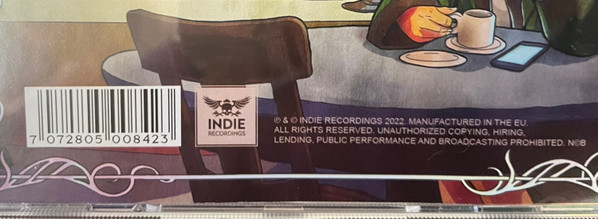 7 072805 008423
INDIE
RECORDINGS
℗ & © INDIE RECORDINGS 2022. MANUFACTURED IN THE EU.
ALL RIGHTS RESERVED. UNAUTHORIZED COPYING, HIRING,
LENDING, PUBLIC PERFORMANCE AND BROADCASTING PROHIBITED. N©B